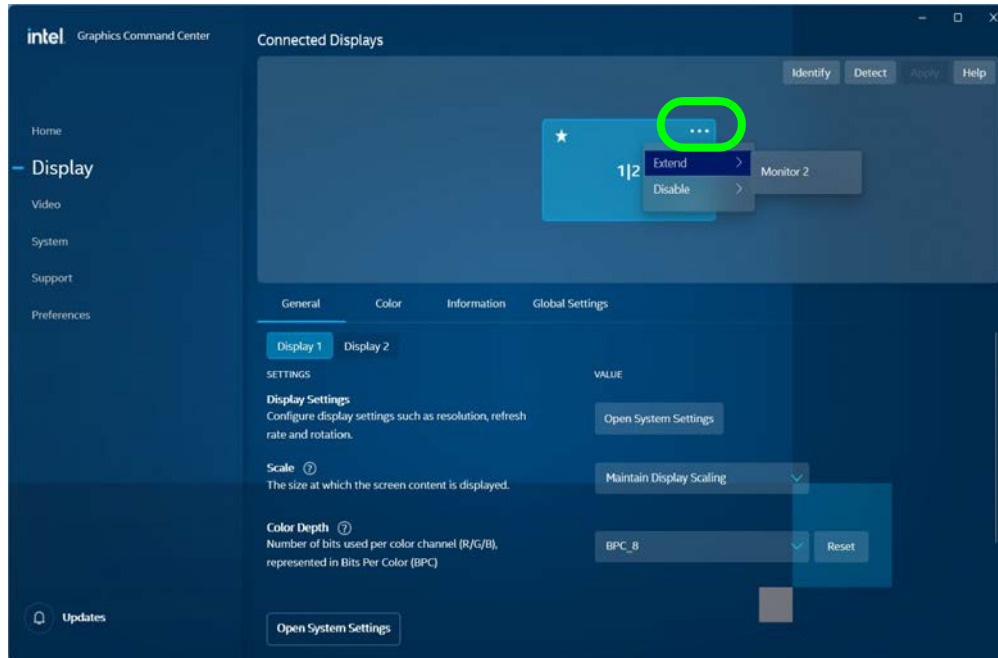 intel. Graphics Command Center
Connected Displays
Identify Detect Apply Help
Home
Display
Video
System
Support
Preferences
1|2
Extend
Monitor 2
Disable
General Color Information Global Settings
Display 1 Display 2
SETTINGS VALUE
Display Settings
Configure display settings such as resolution, refresh
rate and rotation.
Open System Settings
Scale ?
The size at which the screen content is displayed.
Maintain Display Scaling
Color Depth ?
Number of bits used per color channel (R/G/B),
represented in Bits Per Color (BPC)
BPC_8 Reset
Updates
Open System Settings